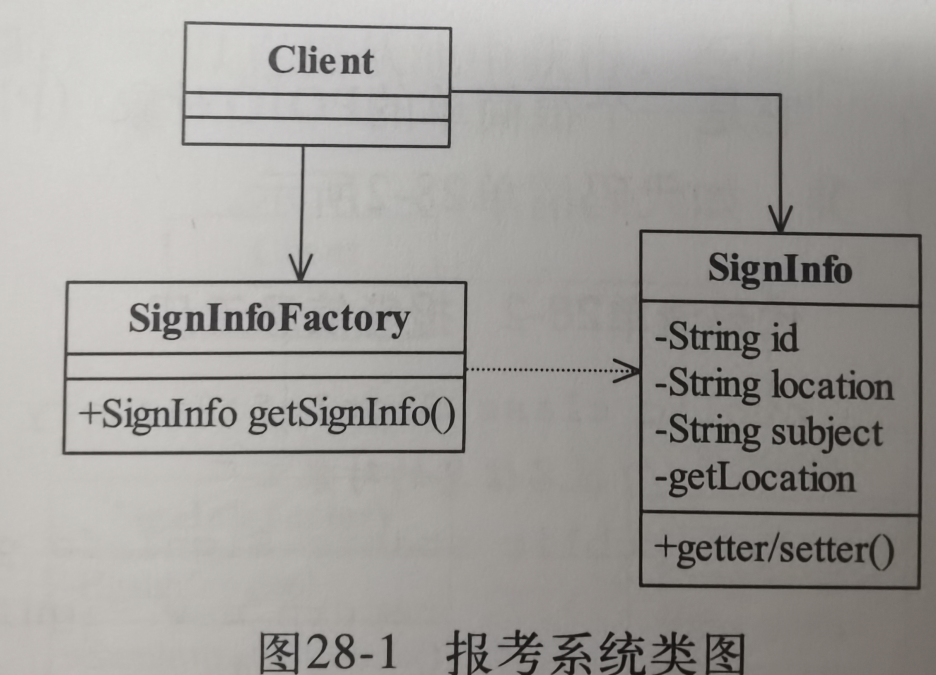 Client
SignInfoFactory
+SignInfo getSignInfo()
SignInfo
-String id
-String location
-String subject
-getLocation
+getter/setter()
图28-1 报考系统类图